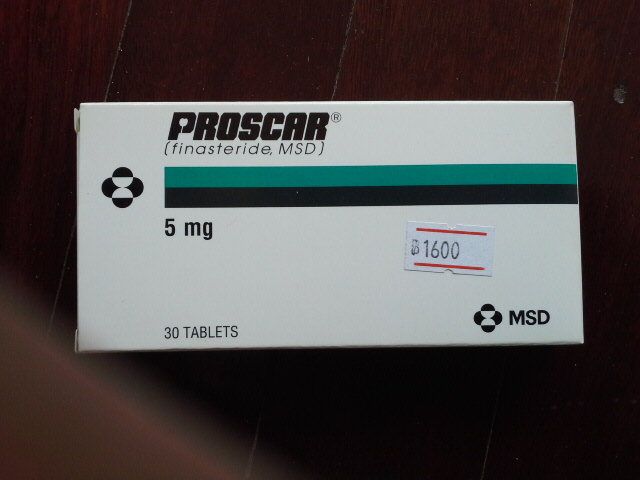 PROSCAR®
(finasteride, MSD)
5 mg
฿1600
MSD
30 TABLETS